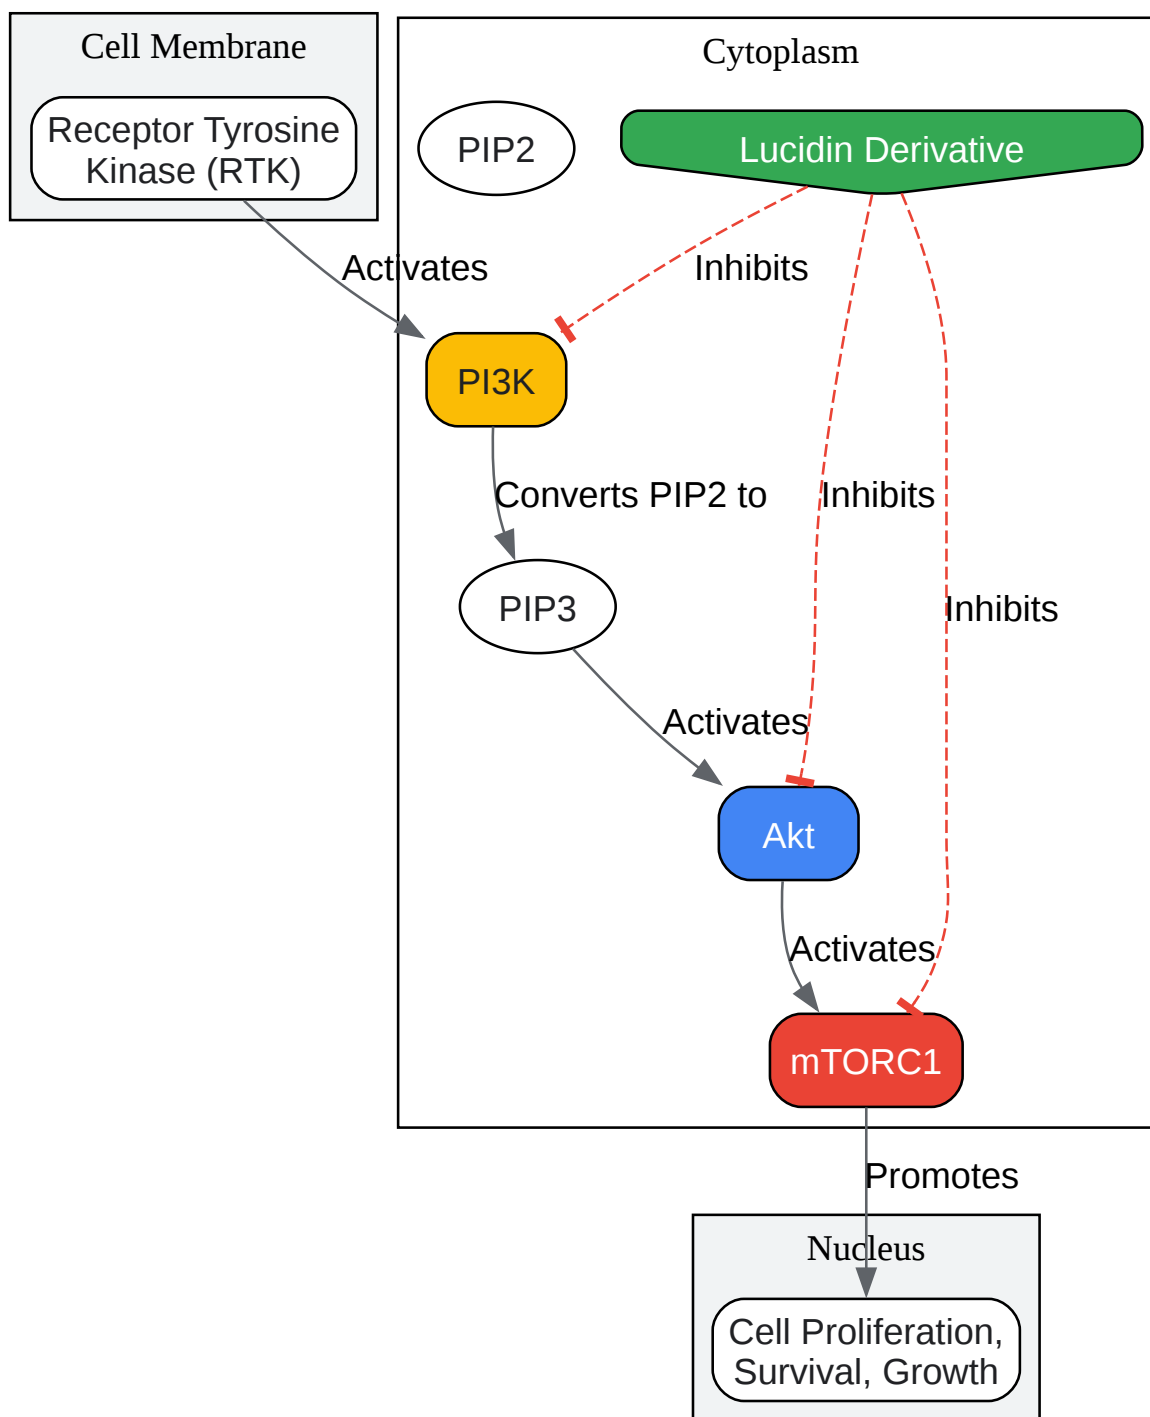 Cell Membrane
Cytoplasm
Receptor Tyrosine
Kinase (RTK)
PIP2
Lucidin Derivative
Activates
Inhibits
PI3K
Converts PIP2 to
Inhibits
PIP3
Inhibits
Activates
Akt
Activates
mTORC1
Promotes
Nucleus
Cell Proliferation,
Survival, Growth